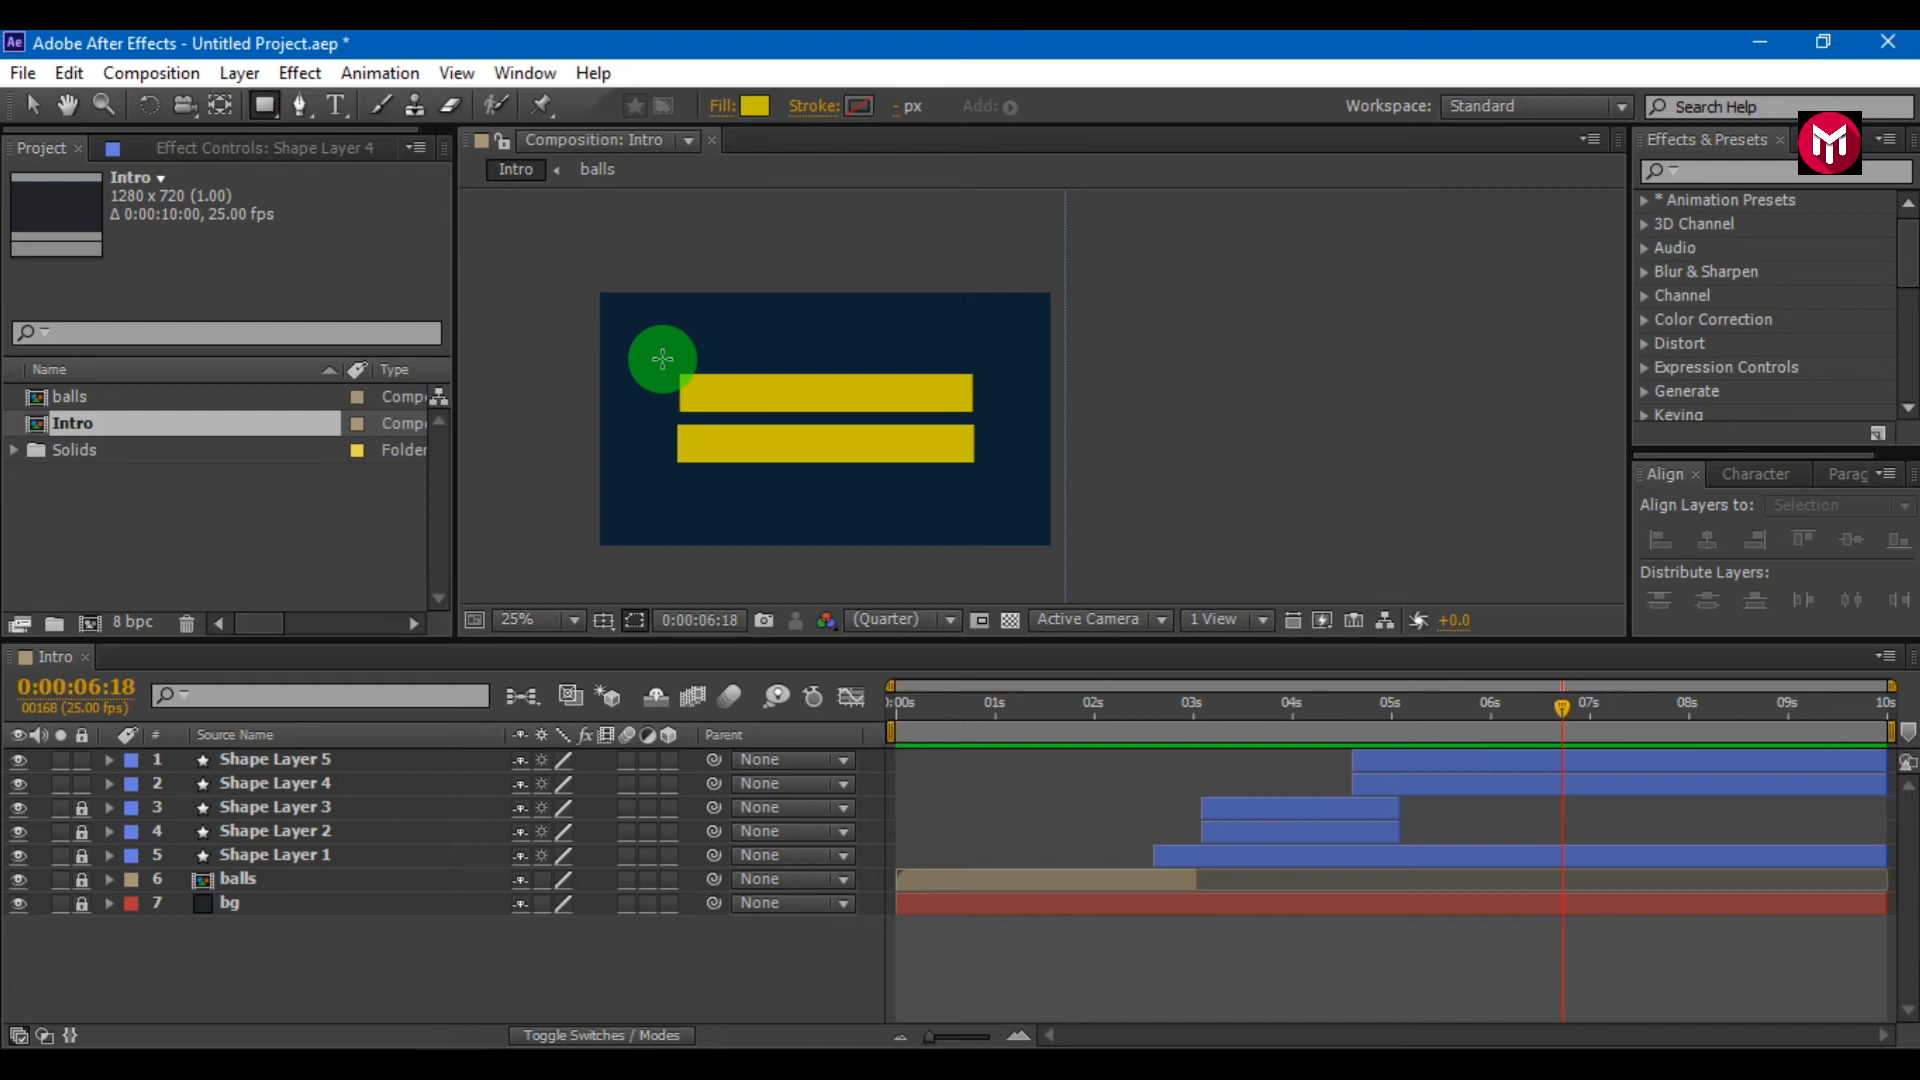 Ae Adobe After Effects - Untitled Project.aep *
File Edit Composition Layer Effect Animation View Window Help
T Fill: Stroke: - px Add: Workspace: Standard Search Help
Project × Effect Controls: Shape Layer 4
Composition: Intro ×
Effects & Presets ×
Intro balls
Intro
1280 x 720 (1.00)
Δ 0:00:10:00, 25.00 fps
* Animation Presets
3D Channel
Audio
Blur & Sharpen
Channel
Color Correction
Distort
Expression Controls
Generate
Keying
Name Type
balls Comp
Intro Comp
Solids Folder
8 bpc
25% 0:00:06:18 (Quarter) Active Camera 1 View +0.0
Align × Character Parag
Align Layers to: Selection
Distribute Layers:
Intro ×
0:00:06:18
00168 (25.00 fps)
):00s 01s 02s 03s 04s 05s 06s 07s 08s 09s 10s
# Source Name fx Parent
1 Shape Layer 5 None
2 Shape Layer 4 None
3 Shape Layer 3 None
4 Shape Layer 2 None
5 Shape Layer 1 None
6 balls None
7 bg None
Toggle Switches / Modes